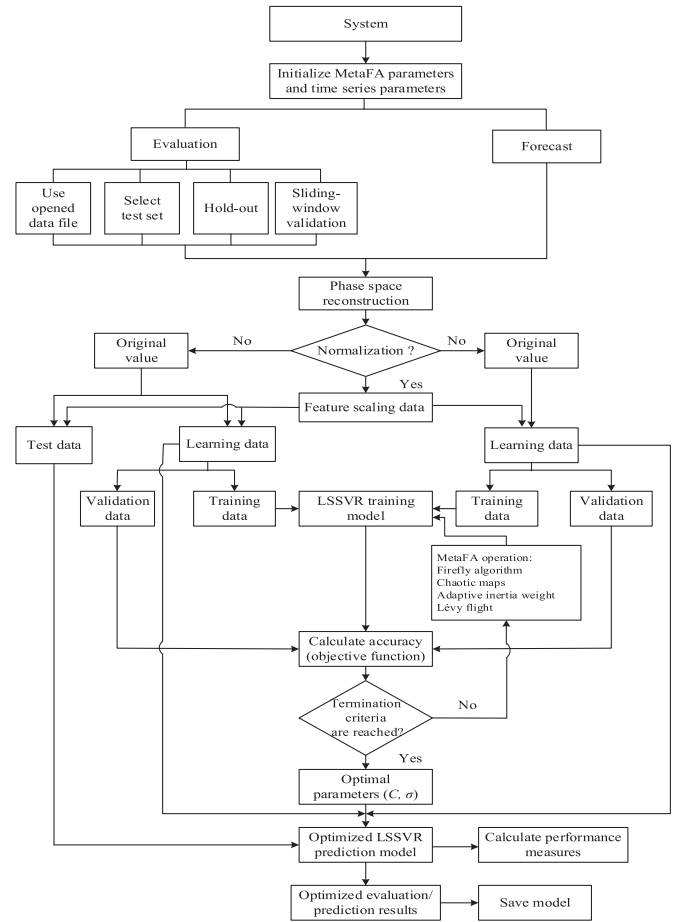 System
Initialize MetaFA parameters
and time series parameters
Evaluation
Forecast
Use
opened
data file
Select
test set
Hold-out
Sliding-
window
validation
Phase space
reconstruction
Original
value
No
Normalization ?
No
Original
value
Yes
Feature scaling data
Test data
Learning data
Learning data
Validation
data
Training
data
LSSVR training
model
Training
data
Validation
data
MetaFA operation:
Firefly algorithm
Chaotic maps
Adaptive inertia weight
Lévy flight
Calculate accuracy
(objective function)
Termination
criteria
are reached?
No
Yes
Optimal
parameters (C, σ)
Optimized LSSVR
prediction model
Calculate performance
measures
Optimized evaluation/
prediction results
Save model